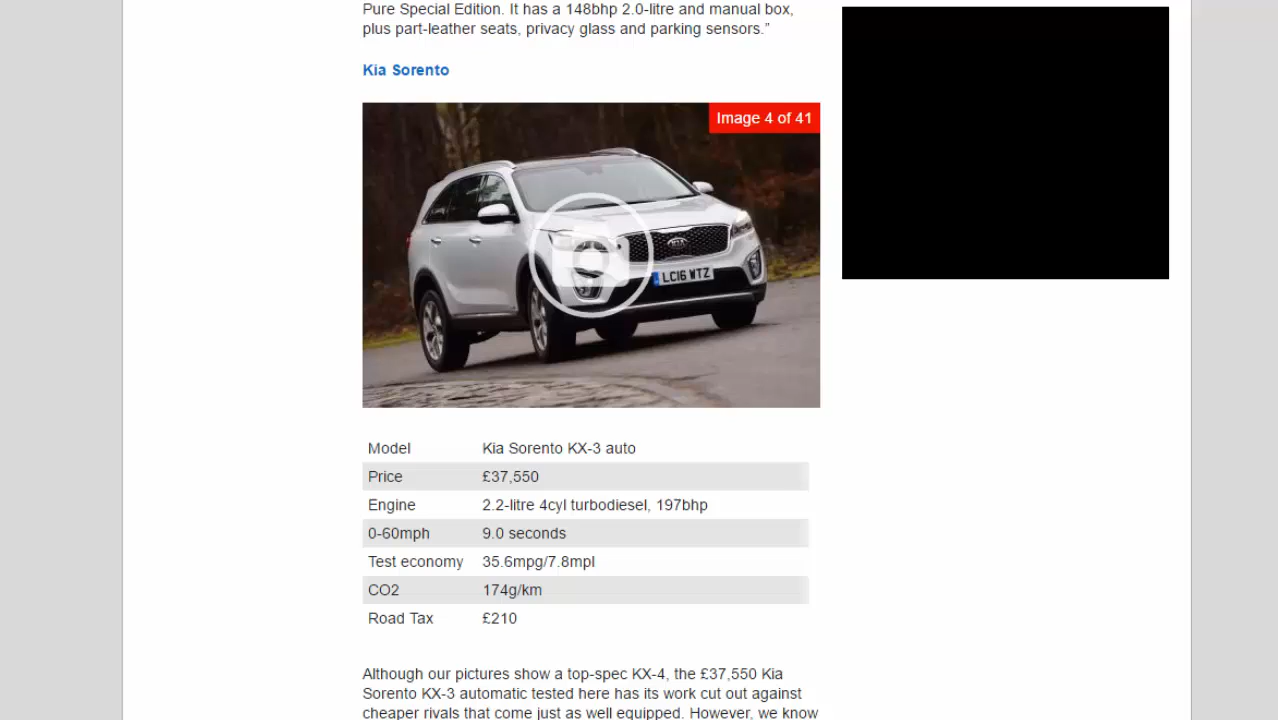 Pure Special Edition. It has a 148bhp 2.0-litre and manual box,
plus part-leather seats, privacy glass and parking sensors.”
Kia Sorento
Image 4 of 41
KIA
LC16 WTZ
Model Kia Sorento KX-3 auto
Price £37,550
Engine 2.2-litre 4cyl turbodiesel, 197bhp
0-60mph 9.0 seconds
Test economy 35.6mpg/7.8mpl
CO2 174g/km
Road Tax £210
Although our pictures show a top-spec KX-4, the £37,550 Kia
Sorento KX-3 automatic tested here has its work cut out against
cheaper rivals that come just as well equipped. However, we know